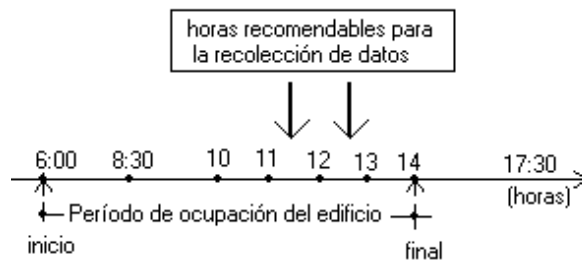 horas recomendables para
la recolección de datos
6:00 8:30 10 11 12 13 14 17:30
(horas)
Período de ocupación del edificio
inicio final